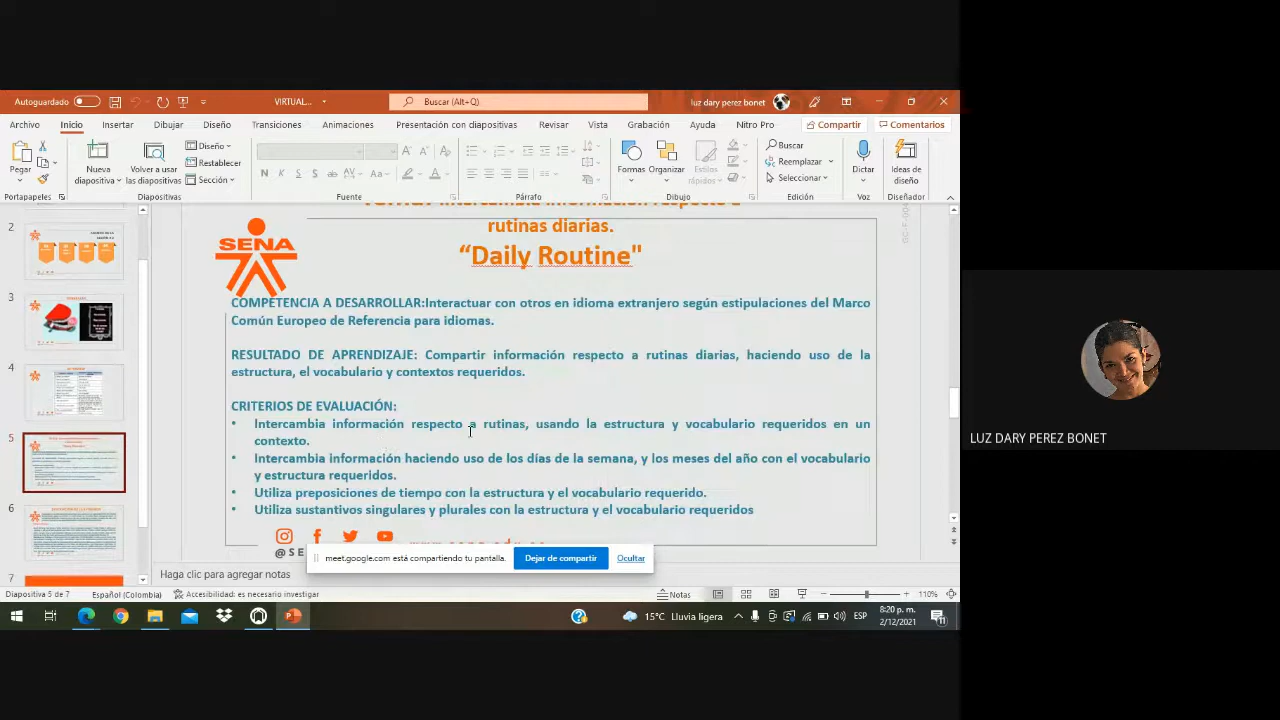 Autoguardado
VIRTUAL...
Buscar (Alt+Q)
luz dary perez bonet
Archivo Inicio Insertar Dibujar Diseño Transiciones Animaciones Presentación con diapositivas Revisar Vista Grabación Ayuda Nitro Pro Compartir Comentarios
Pegar
Nueva diapositiva
Volver a usar las diapositivas
Diseño
Restablecer
Sección
Formas
Organizar
Estilos rápidos
Buscar
Reemplazar
Seleccionar
Dictar
Ideas de diseño
Portapapeles Diapositivas Fuente Párrafo Dibujo Edición Voz Diseñador
2
3
4
5
6
7
rutinas diarias.
“Daily Routine"
SENA
COMPETENCIA A DESARROLLAR:Interactuar con otros en idioma extranjero según estipulaciones del Marco
Común Europeo de Referencia para idiomas.
RESULTADO DE APRENDIZAJE: Compartir información respecto a rutinas diarias, haciendo uso de la
estructura, el vocabulario y contextos requeridos.
CRITERIOS DE EVALUACIÓN:
• Intercambia información respecto a rutinas, usando la estructura y vocabulario requeridos en un
contexto.
• Intercambia información haciendo uso de los días de la semana, y los meses del año con el vocabulario
y estructura requeridos.
• Utiliza preposiciones de tiempo con la estructura y el vocabulario requerido.
• Utiliza sustantivos singulares y plurales con la estructura y el vocabulario requeridos
@SE
meet.google.com está compartiendo tu pantalla. Dejar de compartir Ocultar
Haga clic para agregar notas
Diapositiva 5 de 7 Español (Colombia) Accesibilidad: es necesario investigar Notas 110%
15°C Lluvia ligera ESP 8:20 p. m.
2/12/2021
11
LUZ DARY PEREZ BONET